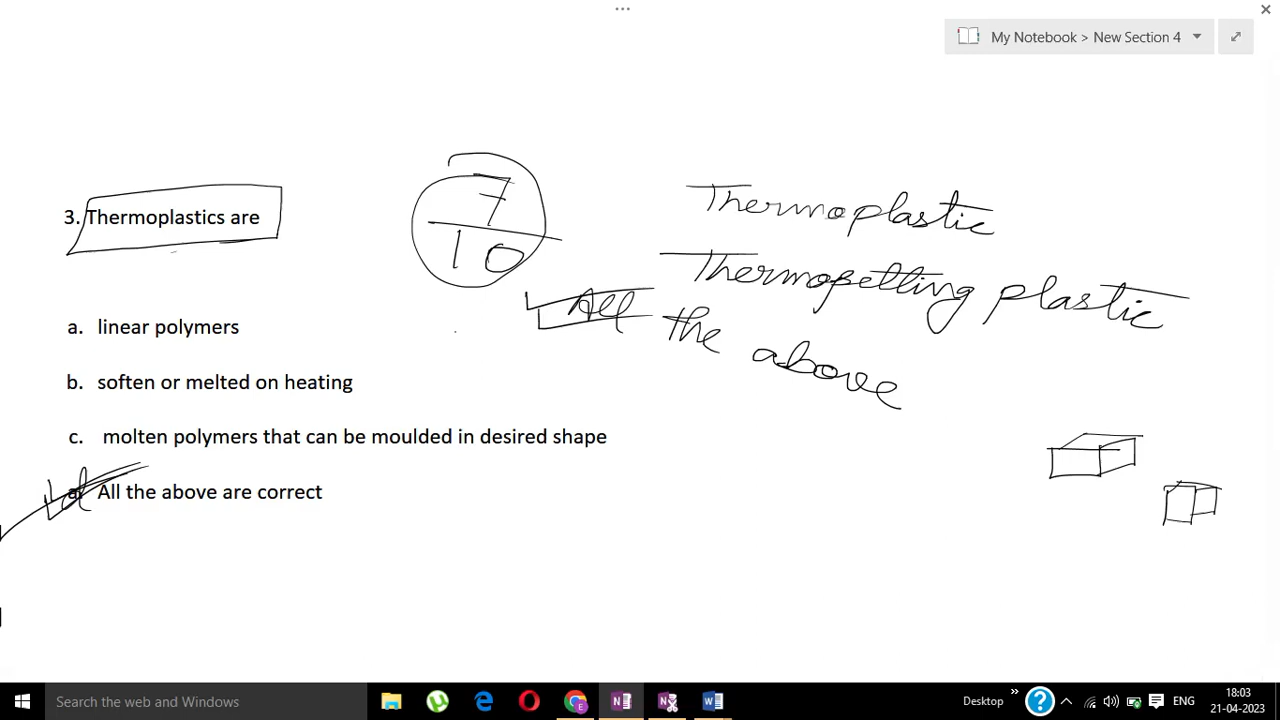 My Notebook > New Section 4
3. Thermoplastics are
7
10
Thermoplastic
Thermosetting plastic
All the above
a. linear polymers
b. soften or melted on heating
c. molten polymers that can be moulded in desired shape
d All the above are correct
Search the web and Windows
Desktop
ENG
18:03
21-04-2023